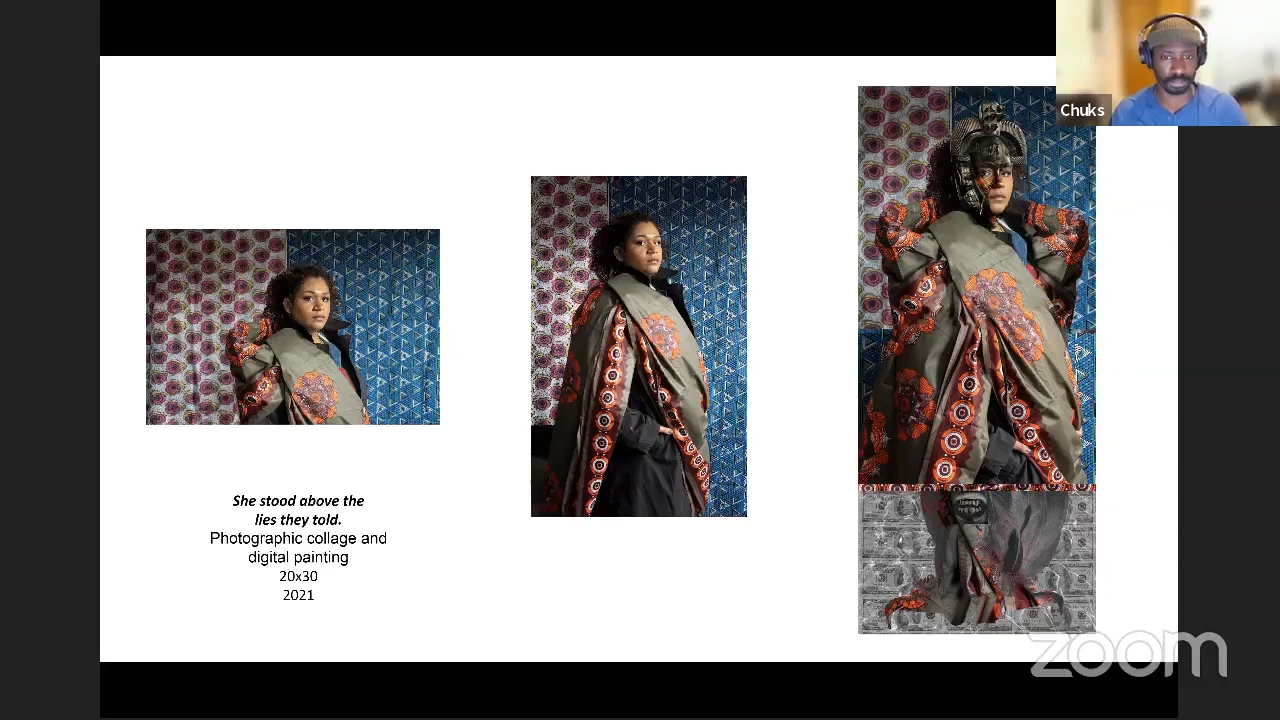 Chuks
She stood above the
lies they told.
Photographic collage and
digital painting
20x30
2021
zoom